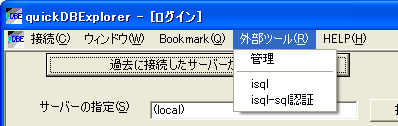 quickDBExplorer - [ログイン]
接続(C) ウィンドウ(W) Bookmark(Q) 外部ツール(R) HELP(H)
管理
過去に接続したサーバーか
isql
isql-sql認証
サーバーの指定(S) (local)